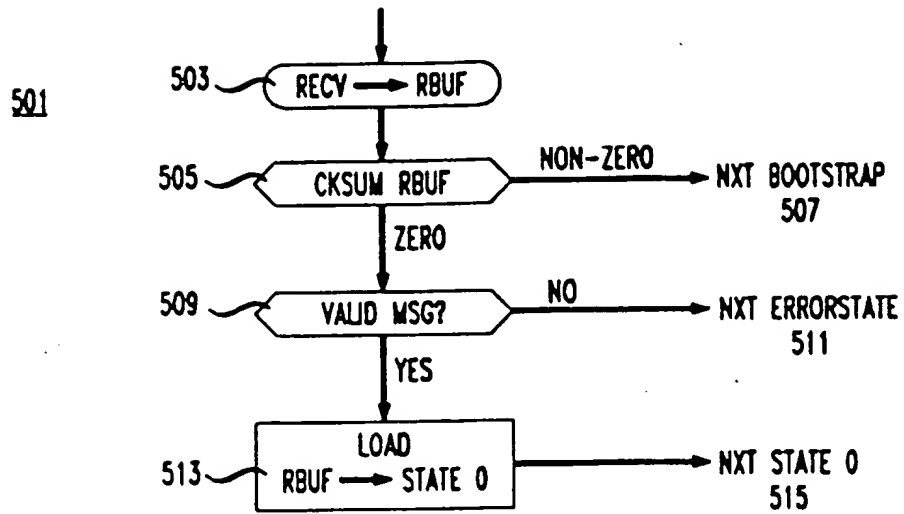 503
RECV RBUF
501
505
CKSUM RBUF
NON-ZERO
NXT BOOTSTRAP
507
ZERO
509
VALID MSG?
NO
NXT ERRORSTATE
511
YES
513
LOAD
RBUF STATE 0
NXT STATE 0
515